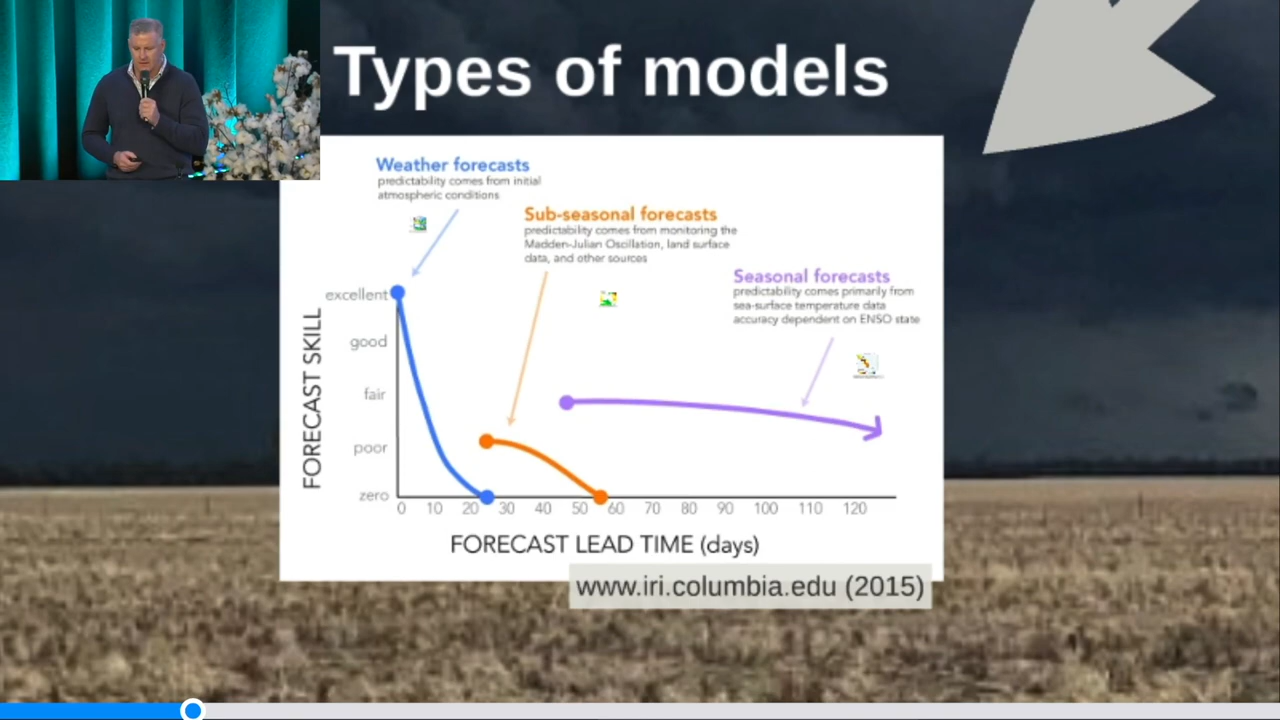 Types of models
Weather forecasts
predictability comes from initial
atmospheric conditions
Sub-seasonal forecasts
predictability comes from monitoring the
Madden-Julian Oscillation, land surface
data, and other sources
Seasonal forecasts
predictability comes primarily from
sea-surface temperature data
accuracy dependent on ENSO state
FORECAST SKILL
excellent
good
fair
poor
zero
0 10 20 30 40 50 60 70 80 90 100 110 120
FORECAST LEAD TIME (days)
www.iri.columbia.edu (2015)